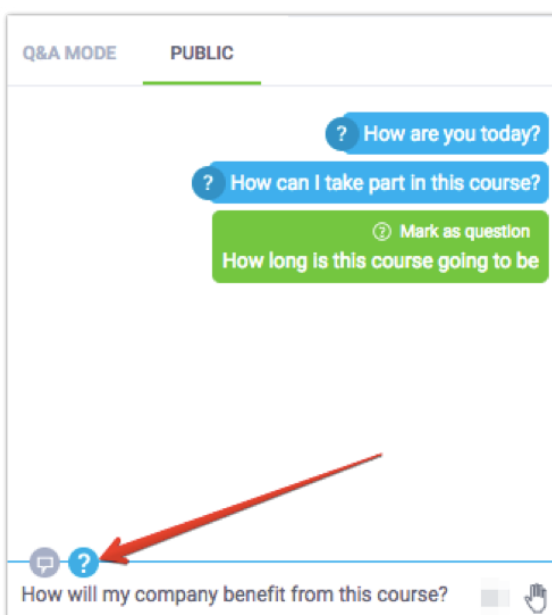 Q&A MODE PUBLIC
? How are you today?
? How can I take part in this course?
? Mark as question
How long is this course going to be
?
How will my company benefit from this course?